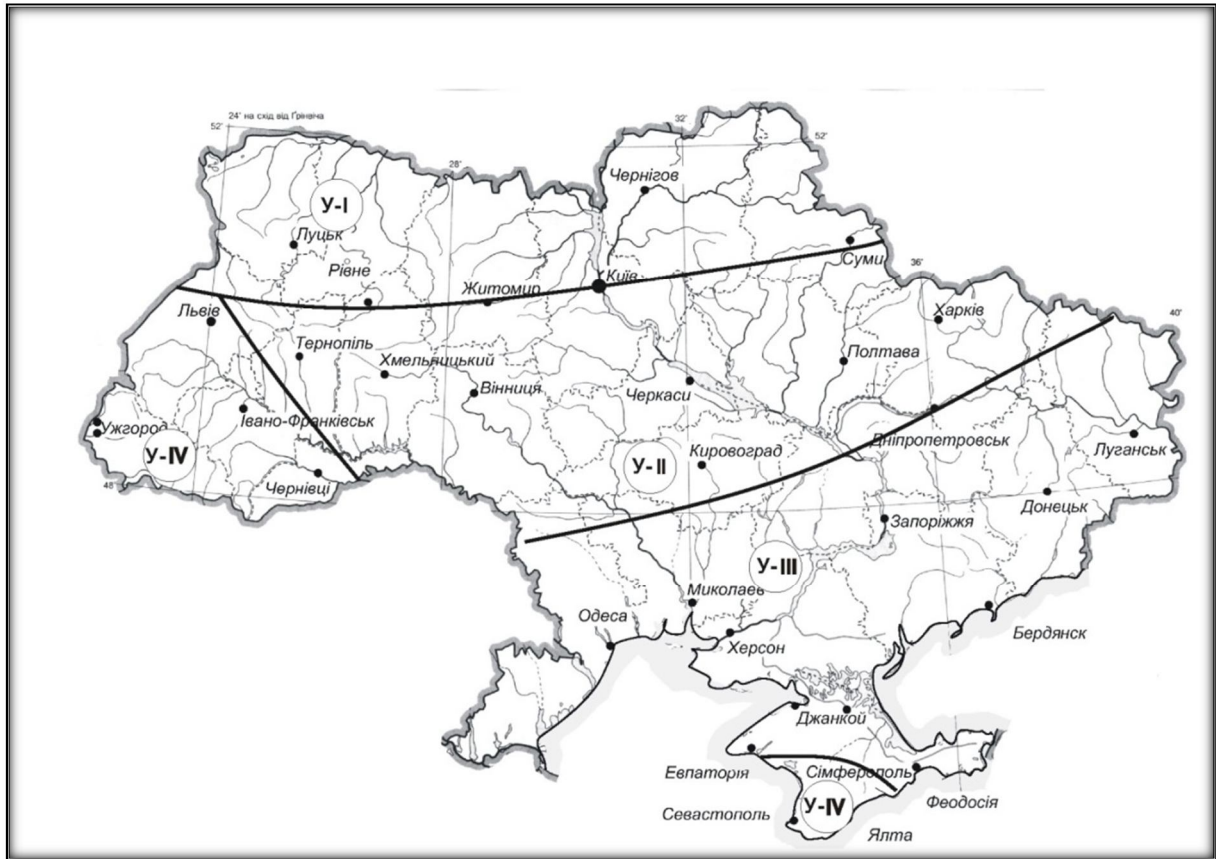 24° на схід від Ґрінвіча
52°
32°
52°
28°
Чернігов
У-I
Луцьк
Суми
Рівне
36°
Київ
Житомир
Львів
Харків
40°
Тернопіль
Полтава
Хмельницький
Вінниця
Черкаси
Івано-Франківськ
Ужгород
Дніпропетровськ
Луганськ
У-IV
У-II
Кировоград
48°
Чернівці
Донецьк
Запоріжжя
У-III
Миколаев
Одеса
Бердянск
Херсон
Джанкой
Евпаторія
Сімферополь
Феодосія
У-IV
Севастополь
Ялта